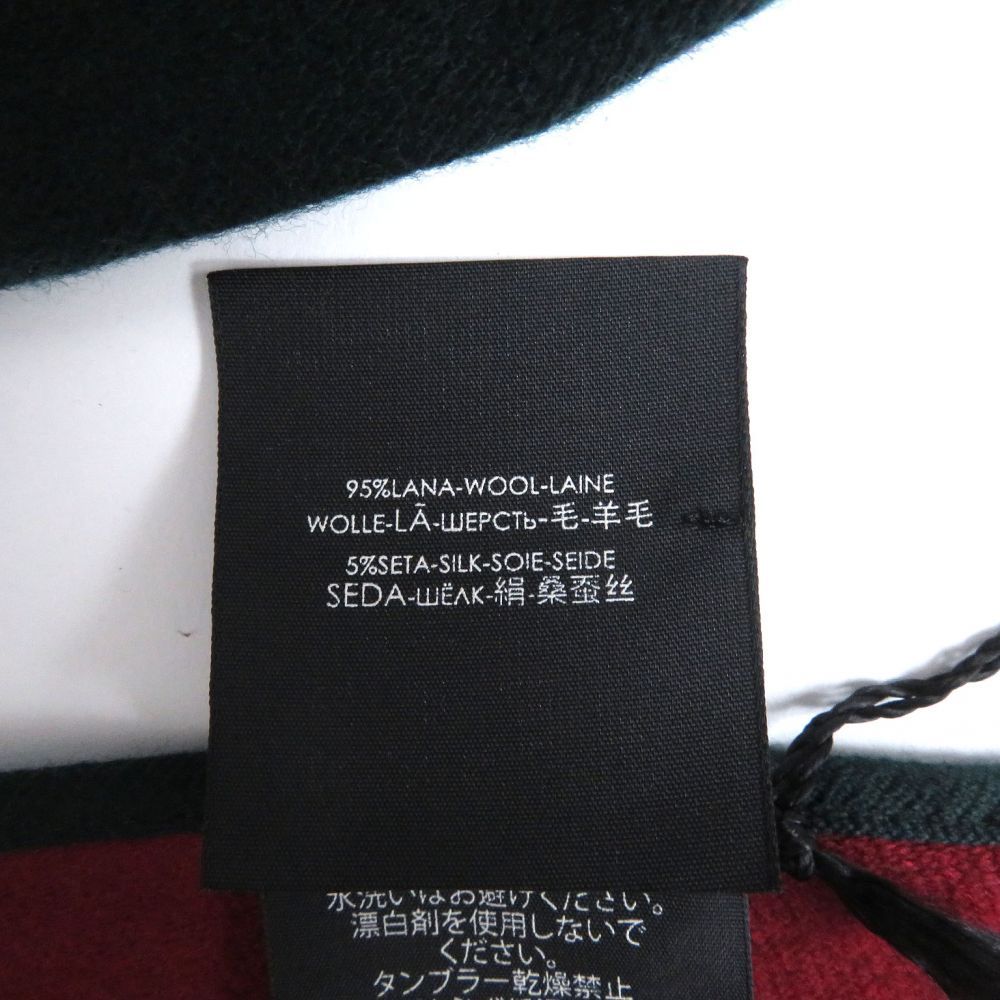 95%LANA-WOOL-LAINE
WOLLE-LÃ-ШЕРСТЬ-毛-羊毛
5%SETA-SILK-SOIE-SEIDE
SEDA-ШЁЛК-絹-桑蚕丝
水洗いはお避けください。
漂白剤を使用しないで
ください。
タンブラー乾燥禁止